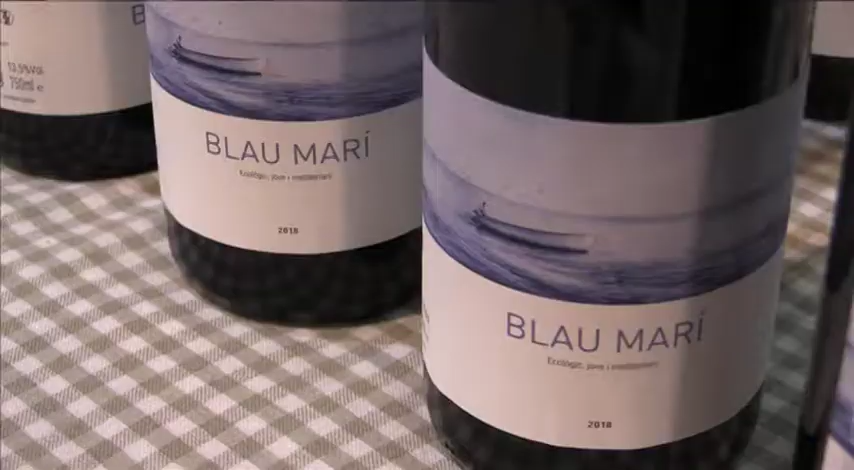 B
13,5%Vol.
750ml e
BLAU MARÍ
Ecològic, jove i mediterrani
2018
BLAU MARÍ
Ecològic, jove i mediterrani
2018